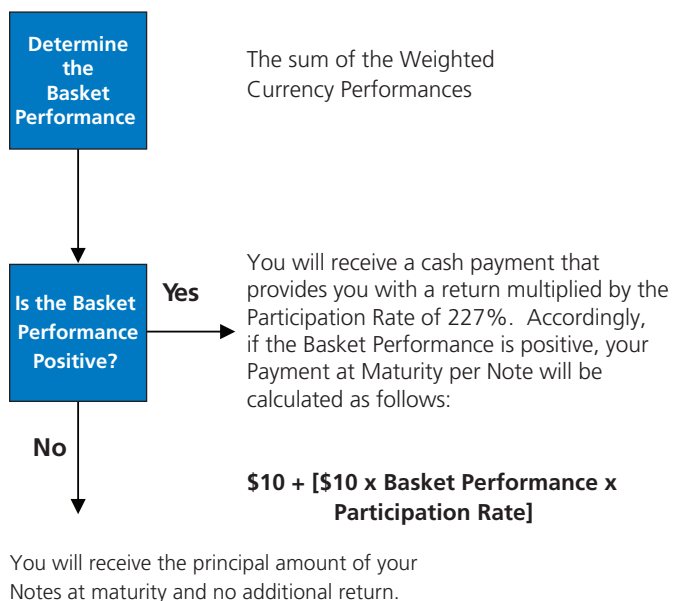 Determine
the
Basket
Performance
The sum of the Weighted
Currency Performances
Is the Basket
Performance
Positive?
Yes
You will receive a cash payment that
provides you with a return multiplied by the
Participation Rate of 227%. Accordingly,
if the Basket Performance is positive, your
Payment at Maturity per Note will be
calculated as follows:
No
$10 + [$10 x Basket Performance x
Participation Rate]
You will receive the principal amount of your
Notes at maturity and no additional return.